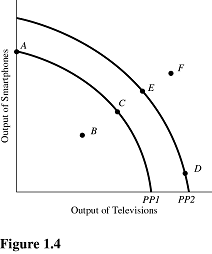 Output of Smartphones
A
F
E
C
B
D
PP1 PP2
Output of Televisions
Figure 1.4